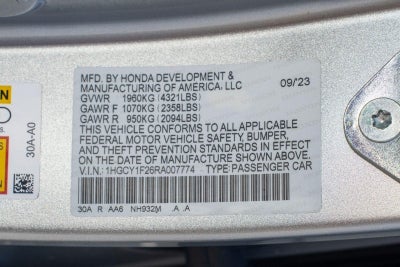 MFD. BY HONDA DEVELOPMENT &
MANUFACTURING OF AMERICA, LLC 09/23
GVWR 1960KG (4321LBS)
GAWR F 1070KG (2358LBS)
GAWR R 950KG (2094LBS)
THIS VEHICLE CONFORMS TO ALL APPLICABLE
FEDERAL MOTOR VEHICLE SAFETY, BUMPER,
AND THEFT PREVENTION STANDARDS IN EFFECT
ON THE DATE OF MANUFACTURE SHOWN ABOVE.
V.I.N.: 1HGCY1F26RA007774 TYPE: PASSENGER CAR
30A R AA6 NH932M .A .A
30A-A0